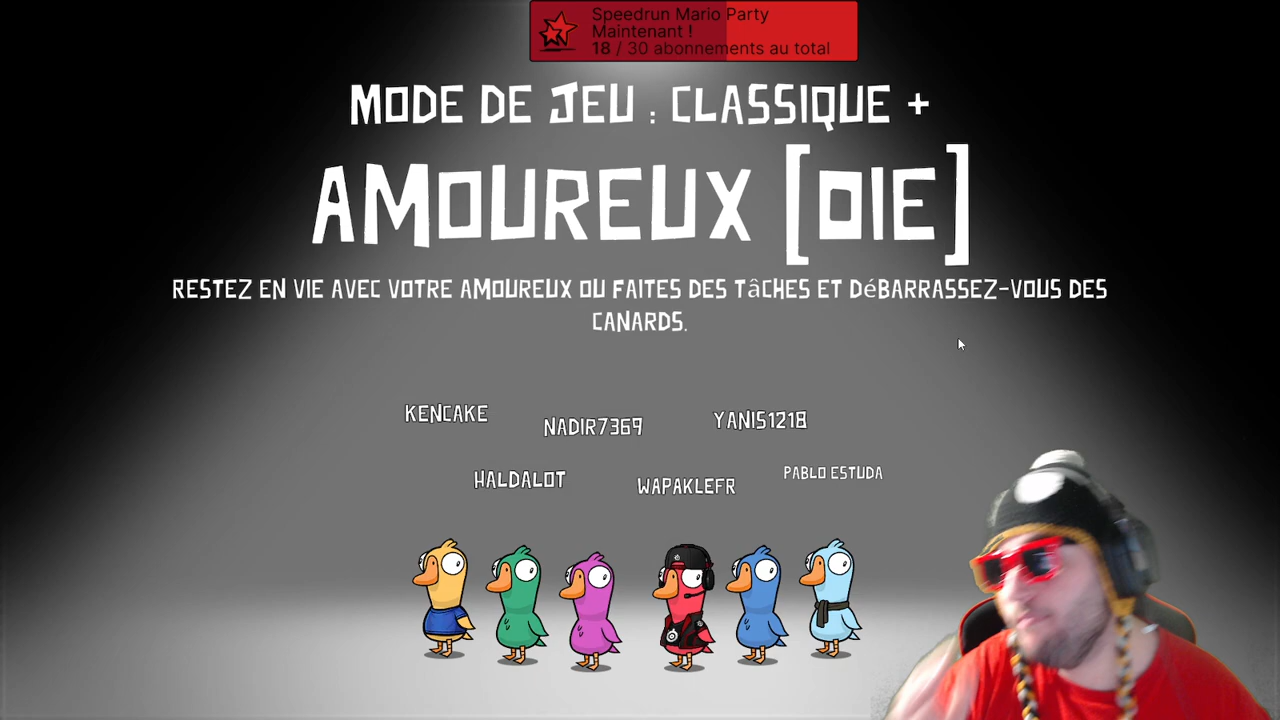 Speedrun Mario Party
Maintenant !
18 / 30 abonnements au total
MODE DE JEU : CLASSIQUE +
AMOUREUX [OIE]
RESTEZ EN VIE AVEC VOTRE AMOUREUX OU FAITES DES TÂCHES ET DéBARRASSEZ-VOUS DES
CANARDS.
KENCAKE
NADIR7369
YANIS1218
HALDALOT
WAPAKLEFR
PABLO ESTUDA